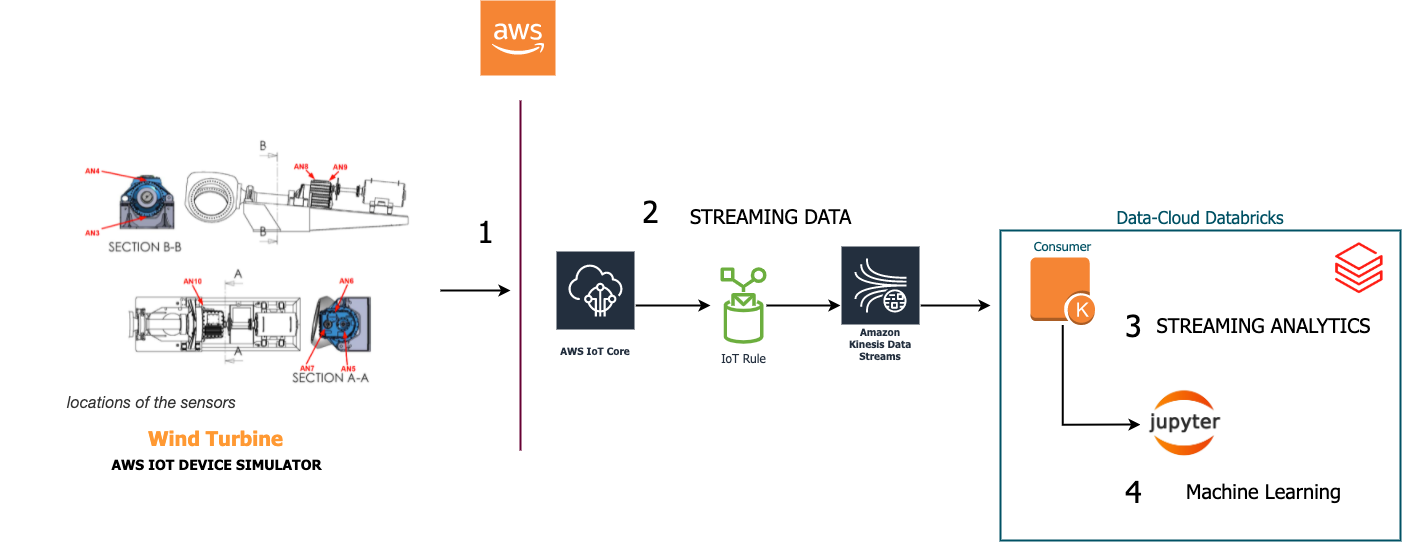 aws
B
AN4
AN8
AN9
AN3
B
SECTION B-B
A
AN10
AN6
A
AN7
AN5
SECTION A-A
locations of the sensors
Wind Turbine
AWS IOT DEVICE SIMULATOR
1
2
STREAMING DATA
AWS IoT Core
IoT Rule
Amazon
Kinesis Data
Streams
Data-Cloud Databricks
Consumer
K
3
STREAMING ANALYTICS
jupyter
4
Machine Learning